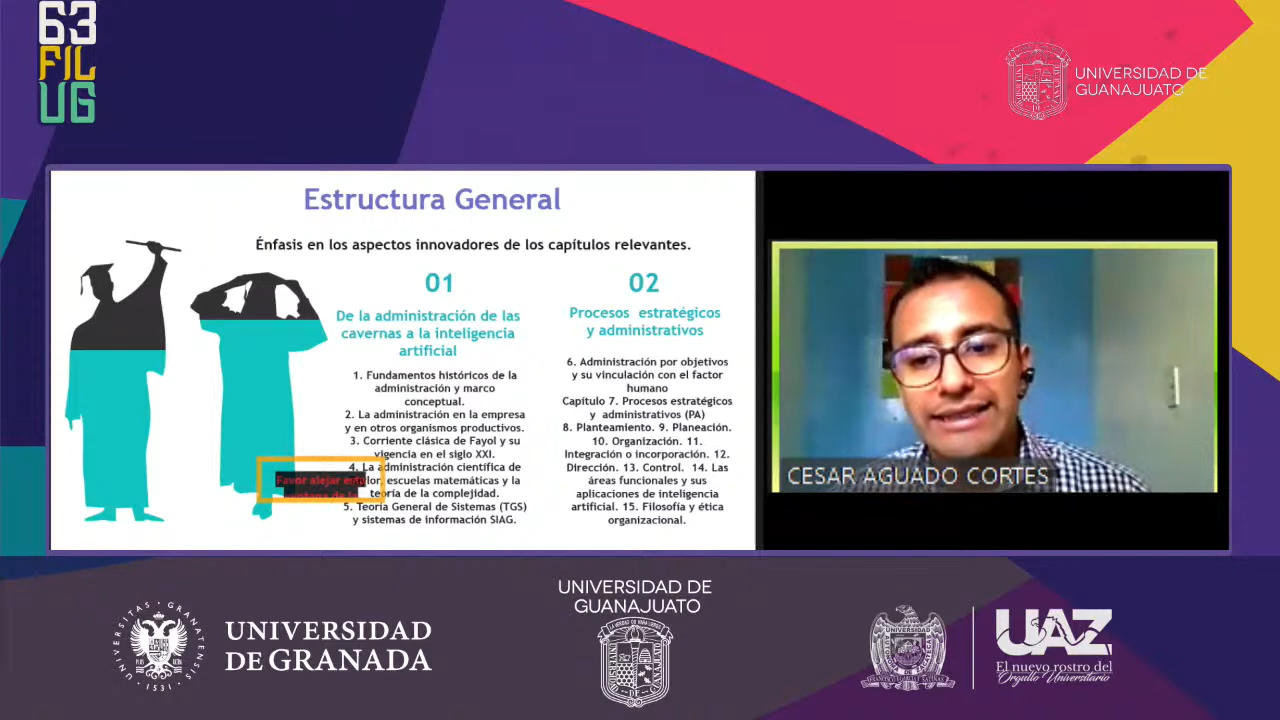 63
FIL
UG
UNIVERSIDAD DE
GUANAJUATO
Estructura General
Énfasis en los aspectos innovadores de los capítulos relevantes.
01
De la administración de las
cavernas a la inteligencia
artificial
1. Fundamentos históricos de la
administración y marco
conceptual.
2. La administración en la empresa
y en otros organismos productivos.
3. Corriente clásica de Fayol y su
vigencia en el siglo XXI.
4. La administración científica de
escuelas matemáticas y la
teoría de la complejidad.
5. Teoría General de Sistemas (TGS)
y sistemas de información SIAG.
Favor alejar
02
Procesos estratégicos
y administrativos
6. Administración por objetivos
y su vinculación con el factor
humano
Capítulo 7. Procesos estratégicos
y administrativos (PA)
8. Planteamiento. 9. Planeación.
10. Organización. 11.
Integración o incorporación. 12.
Dirección. 13. Control. 14. Las
áreas funcionales y sus
aplicaciones de inteligencia
artificial. 15. Filosofía y ética
organizacional.
CESAR AGUADO CORTES
UNIVERSITAS GRANATENSIS
1531
UNIVERSIDAD
DE GRANADA
UNIVERSIDAD DE
GUANAJUATO
UAZ
El nuevo rostro del
Orgullo Universitario